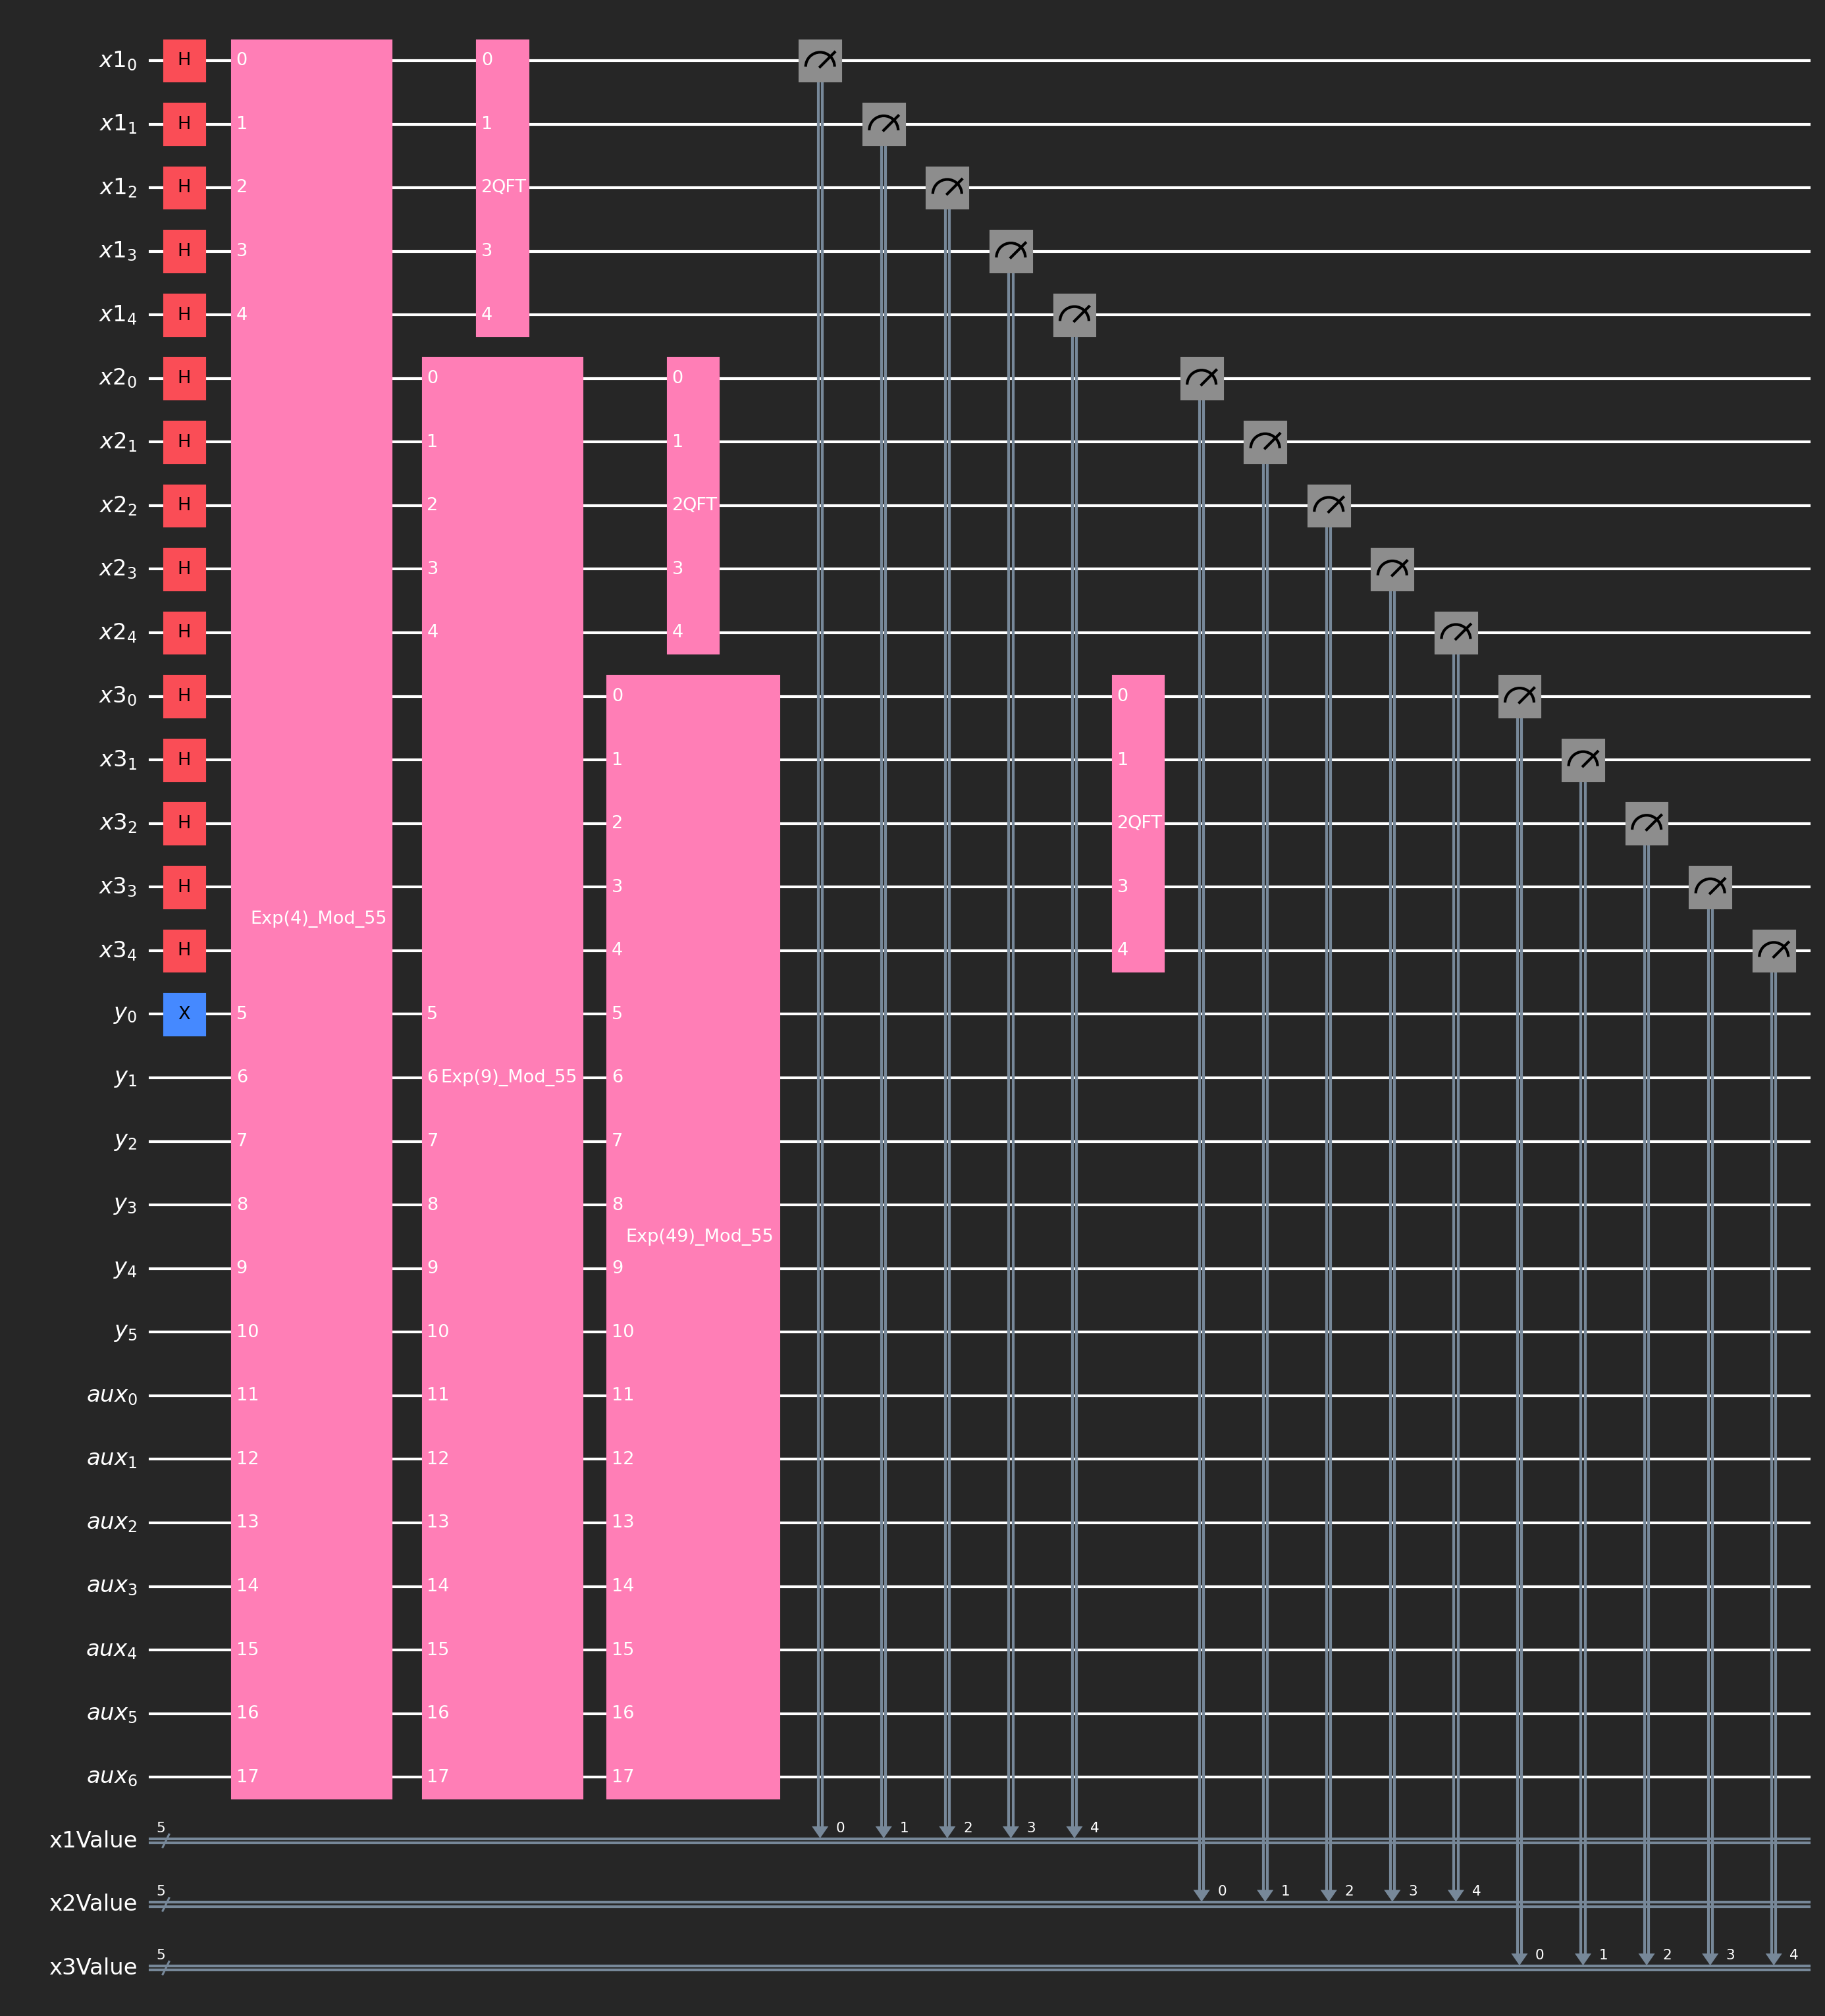 x1₀ H 0 0
x1₁ H 1 1
x1₂ H 2 2QFT
x1₃ H 3 3
x1₄ H 4 4
x2₀ H 0 0
x2₁ H 1 1
x2₂ H 2 2QFT
x2₃ H 3 3
x2₄ H 4 4
x3₀ H 0 0
x3₁ H 1 1
x3₂ H 2 2QFT
x3₃ H 3 3
Exp(4)_Mod_55
x3₄ H 4 4
y₀ X 5 5 5
y₁ 6 6 Exp(9)_Mod_55 6
y₂ 7 7 7
y₃ 8 8 8
Exp(49)_Mod_55
y₄ 9 9 9
y₅ 10 10 10
aux₀ 11 11 11
aux₁ 12 12 12
aux₂ 13 13 13
aux₃ 14 14 14
aux₄ 15 15 15
aux₅ 16 16 16
aux₆ 17 17 17
x1Value 5 0 1 2 3 4
x2Value 5 0 1 2 3 4
x3Value 5 0 1 2 3 4